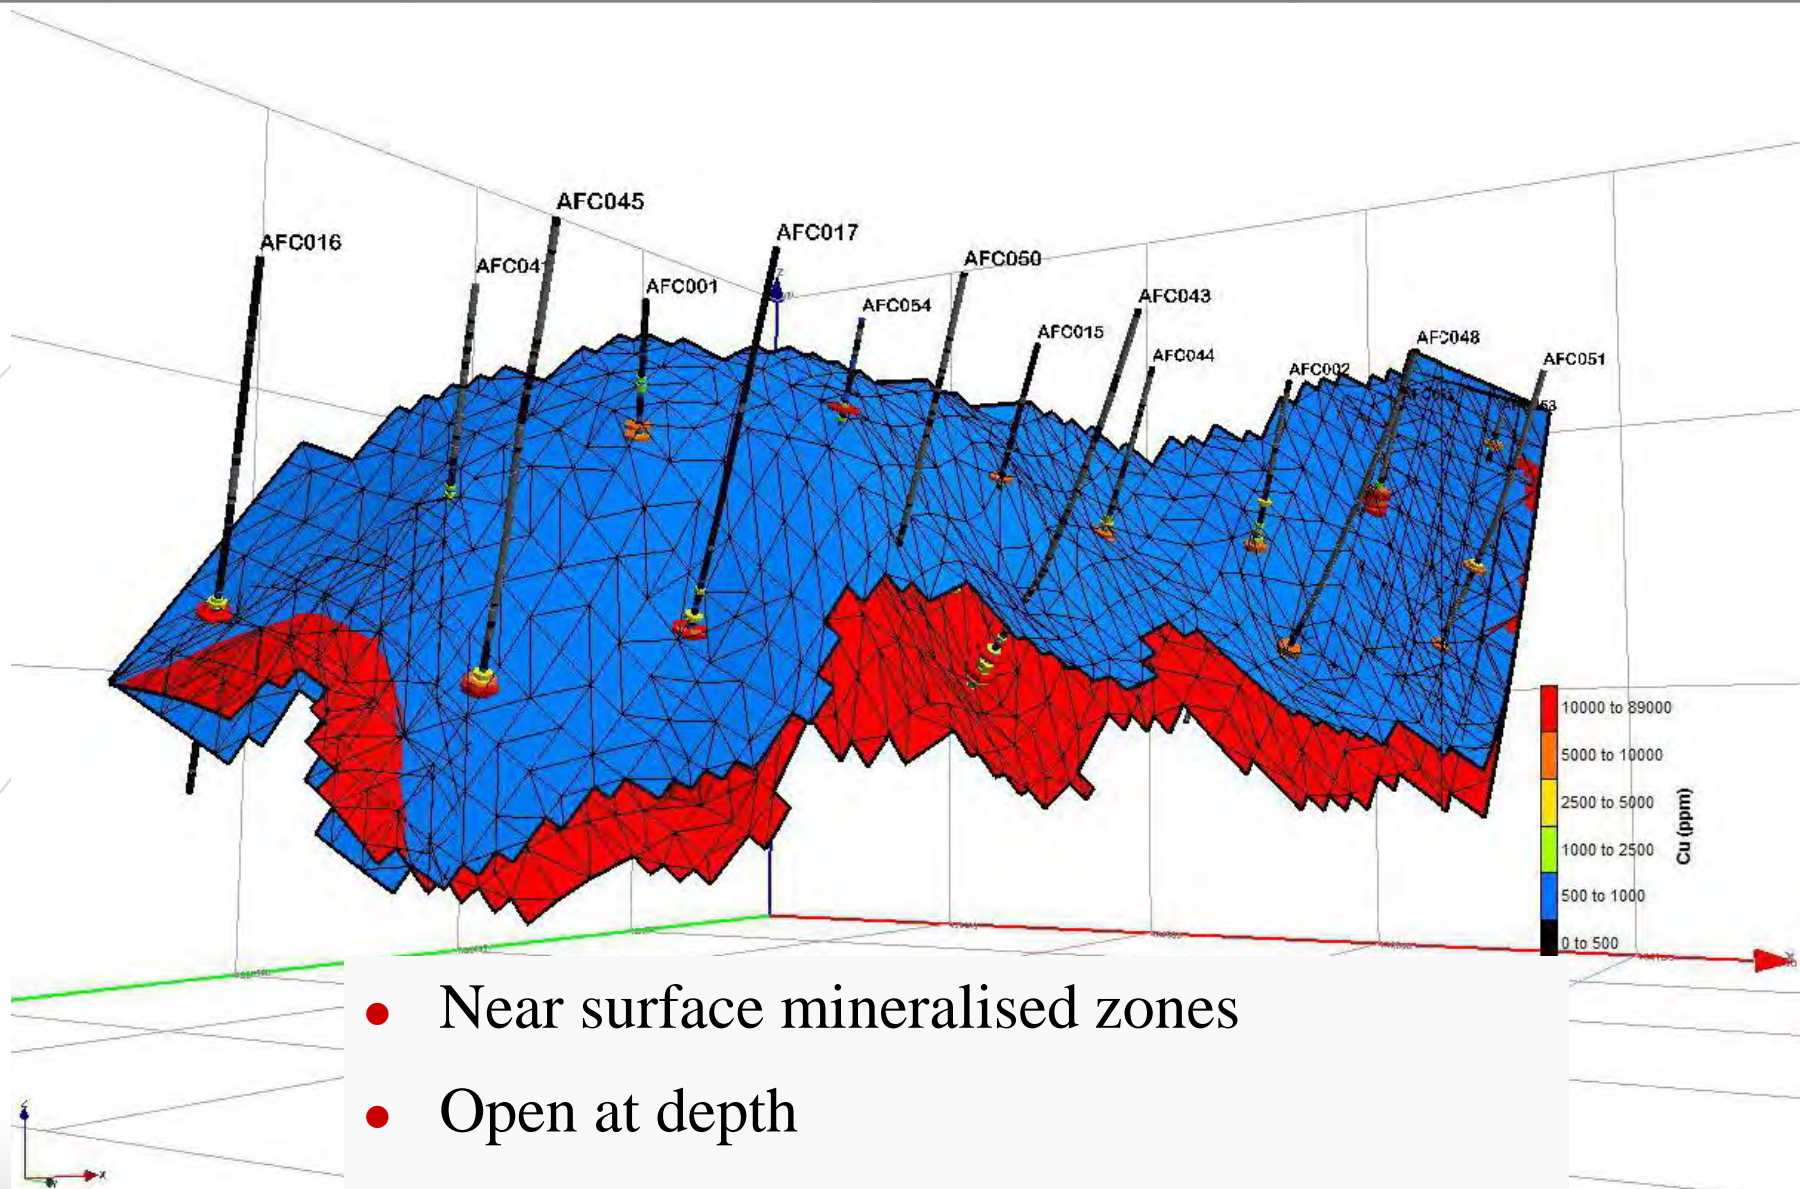 AFC045
AFC017
AFC016
AFC050
AFC041
AFC001
AFC043
AFC054
AFC015
AFC048
AFC044
AFC051
AFC002
10000 to 89000
5000 to 10000
2500 to 5000
1000 to 2500
500 to 1000
0 to 500
Cu (ppm)
● Near surface mineralised zones
● Open at depth
Z
X